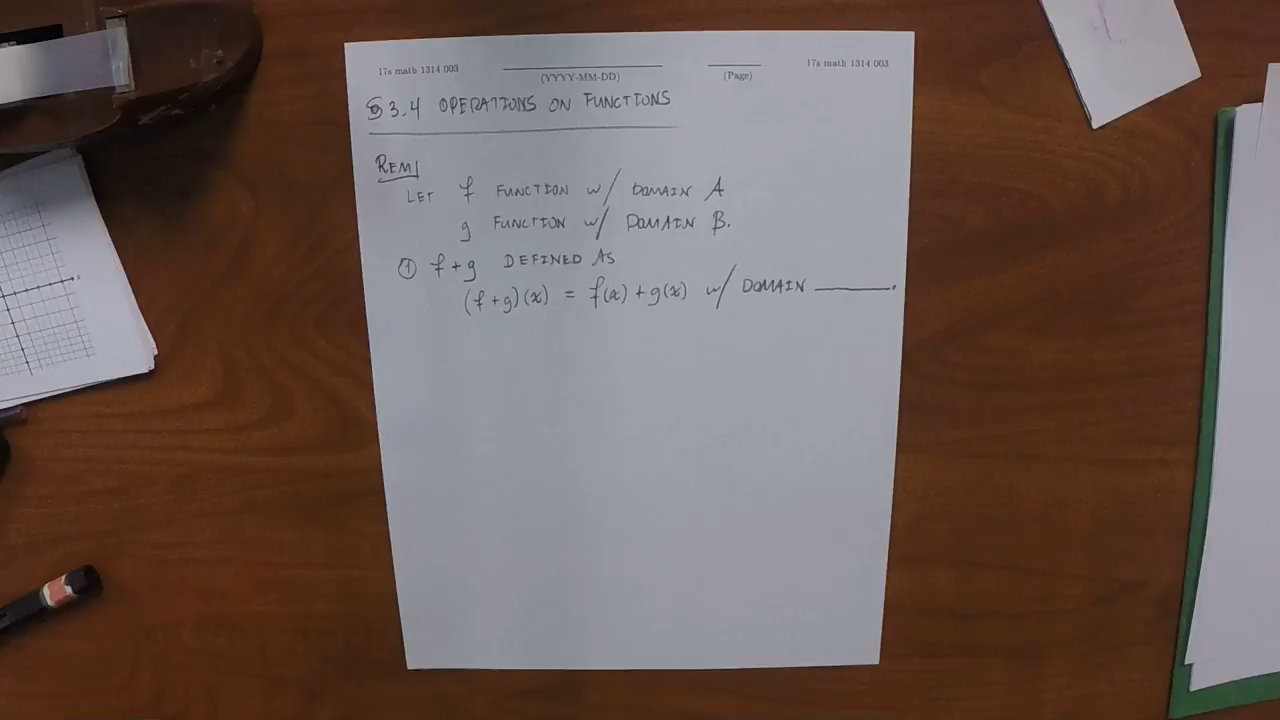 17s math 1314 003 (YYYY-MM-DD) (Page) 17s math 1314 003
§ 3.4 OPERATIONS ON FUNCTIONS
REM
LET f FUNCTION w/ DOMAIN A
g FUNCTION w/ DOMAIN B.
① f+g DEFINED AS
(f+g)(x) = f(x)+g(x) w/ DOMAIN ______.